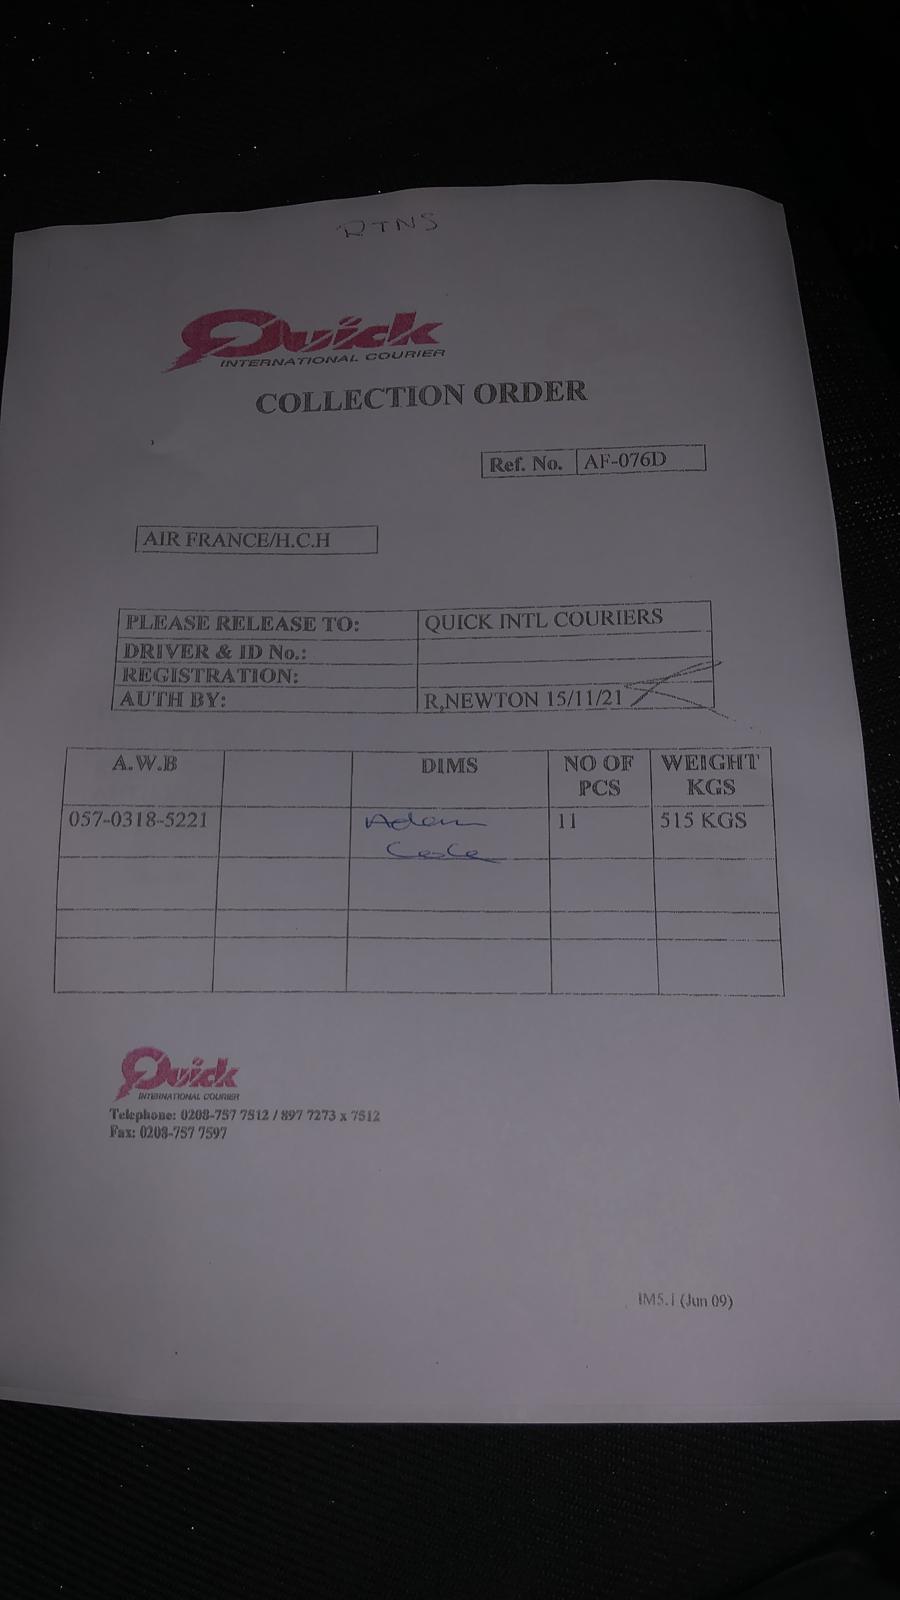 RTNS
Quick
INTERNATIONAL COURIER
COLLECTION ORDER
Ref. No. AF-076D
AIR FRANCE/H.C.H
PLEASE RELEASE TO: QUICK INTL COURIERS
DRIVER & ID No.:
REGISTRATION:
AUTH BY: R,NEWTON 15/11/21
A.W.B DIMS NO OF PCS WEIGHT KGS
057-0318-5221 Adam 11 515 KGS
Quick
INTERNATIONAL COURIER
Telephone: 0208-757 7512 / 897 7273 x 7512
Fax: 0208-757 7597
IM5.1 (Jun 09)